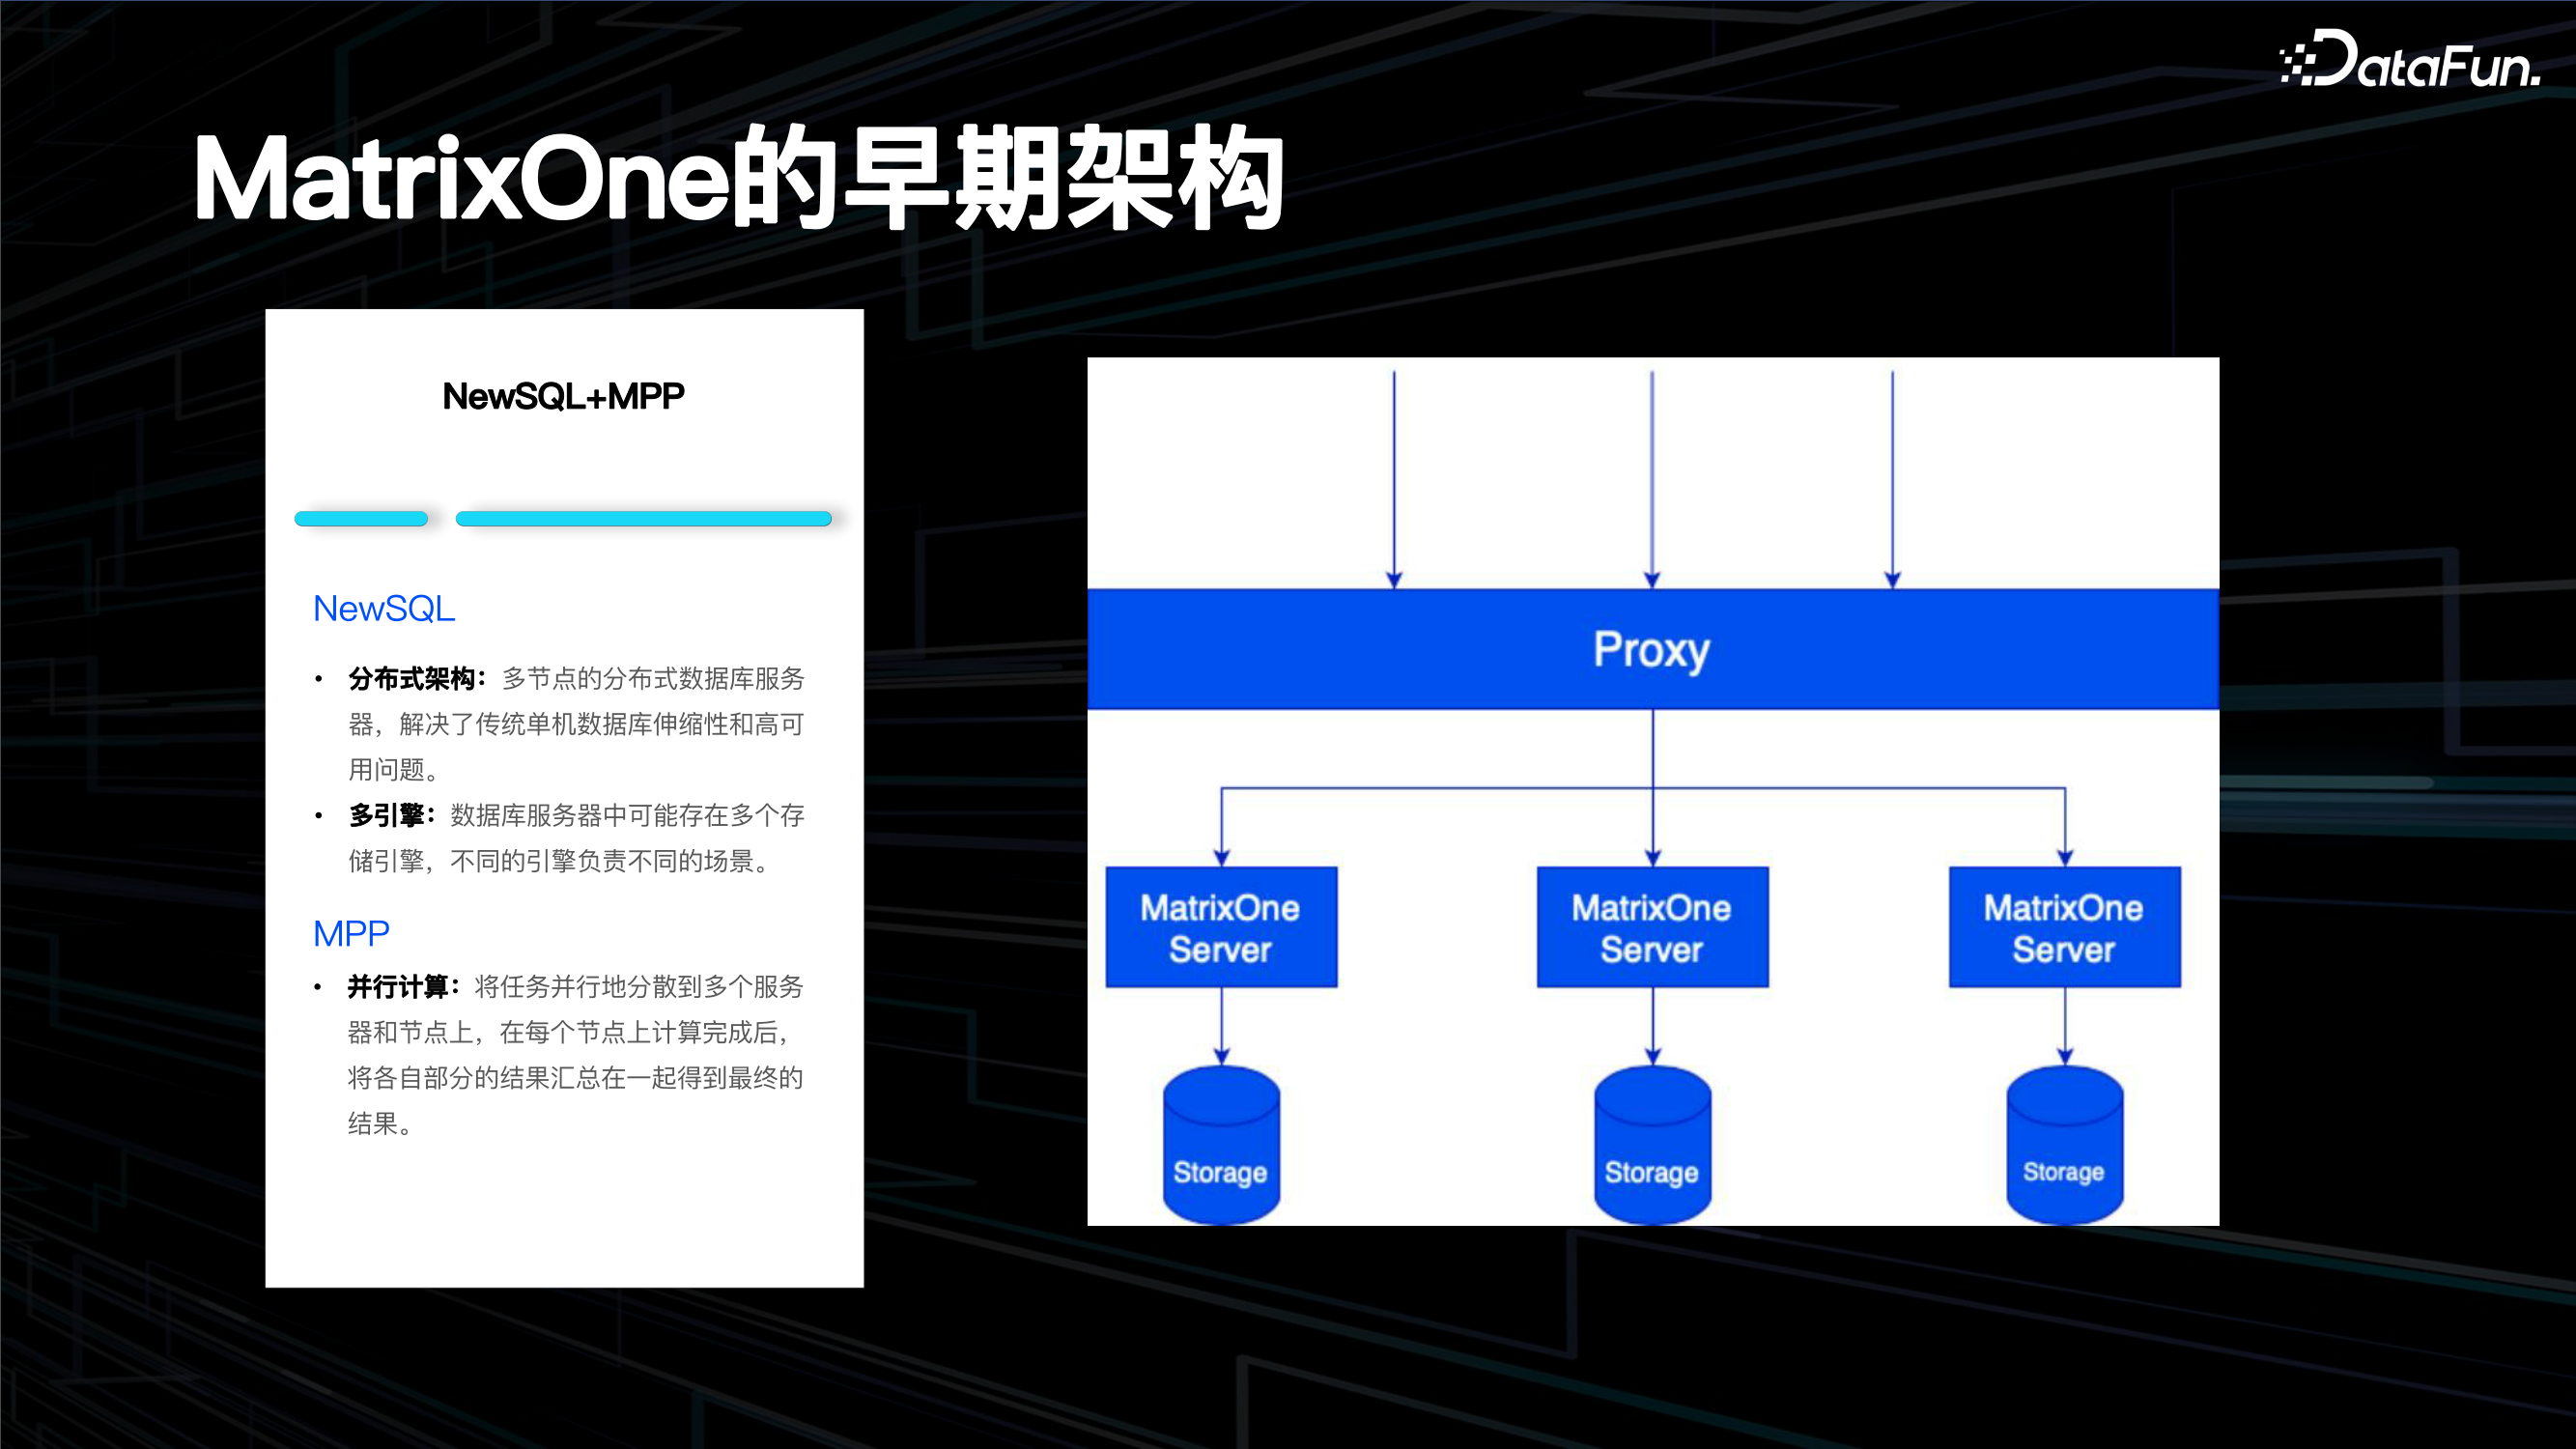 DataFun.
MatrixOne的早期架构
NewSQL+MPP
NewSQL
• 分布式架构：多节点的分布式数据库服务
器，解决了传统单机数据库伸缩性和高可
用问题。
• 多引擎：数据库服务器中可能存在多个存
储引擎，不同的引擎负责不同的场景。
MPP
• 并行计算：将任务并行地分散到多个服务
器和节点上，在每个节点上计算完成后，
将各自部分的结果汇总在一起得到最终的
结果。
Proxy
MatrixOne
Server
MatrixOne
Server
MatrixOne
Server
Storage
Storage
Storage